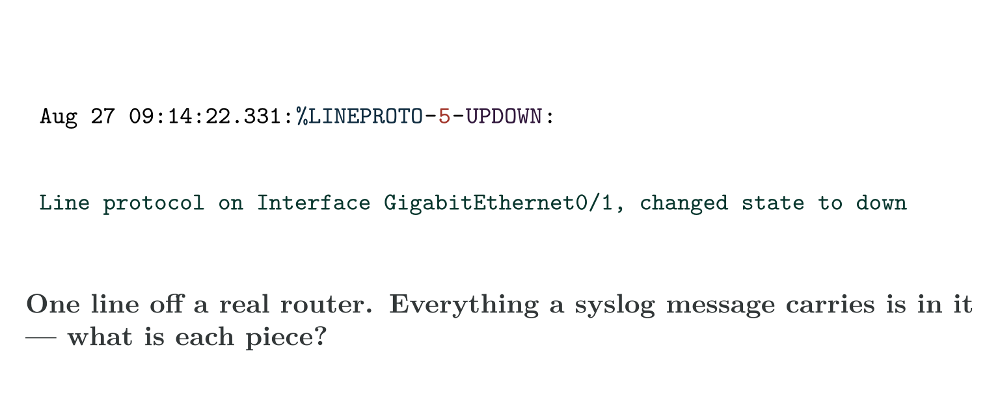 Aug 27 09:14:22.331:%LINEPROTO-5-UPDOWN:
Line protocol on Interface GigabitEthernet0/1, changed state to down
One line off a real router. Everything a syslog message carries is in it
— what is each piece?